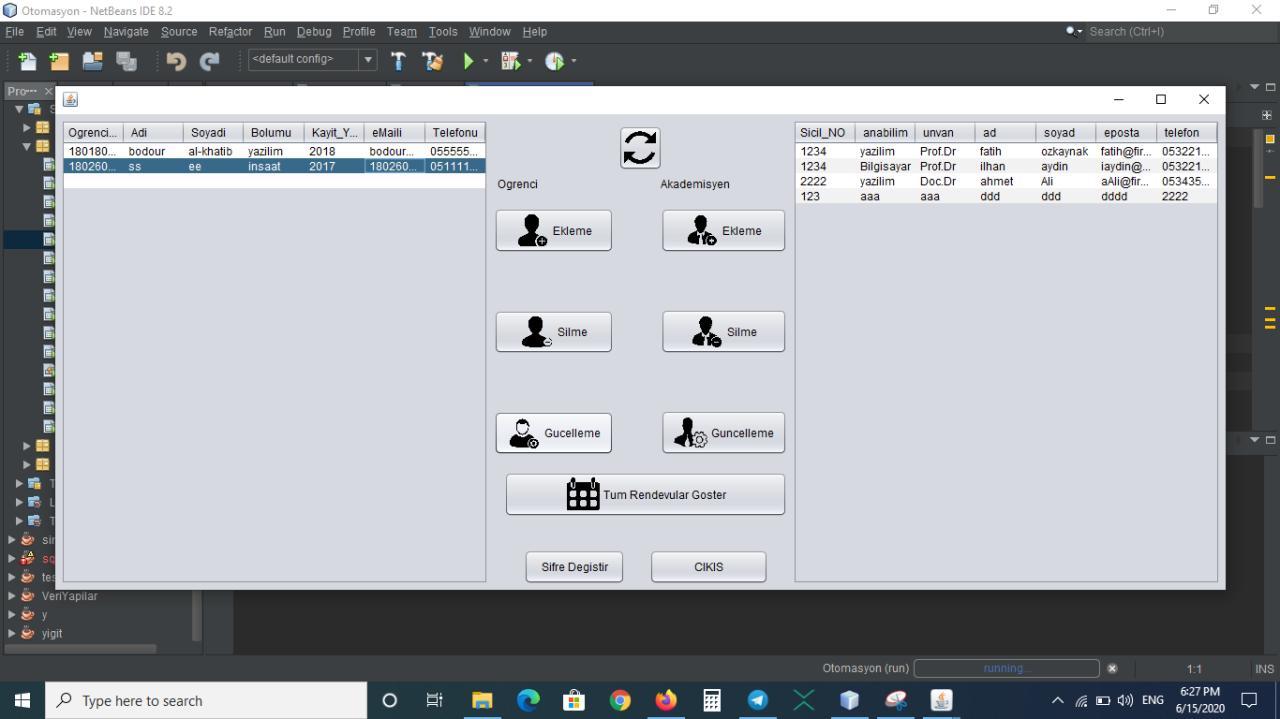 Otomasyon - NetBeans IDE 8.2
File Edit View Navigate Source Refactor Run Debug Profile Team Tools Window Help
Search (Ctrl+I)
<default config>
Pro...
Ogrenci... Adi Soyadi Bolumu Kayit_Y... eMaili Telefonu
180180... bodour al-khatib yazilim 2018 bodour... 055555...
180260... ss ee insaat 2017 180260... 051111...
Ogrenci Akademisyen
Ekleme Ekleme
Silme Silme
Gucelleme Guncelleme
Tum Rendevular Goster
Sifre Degistir CIKIS
Sicil_NO anabilim unvan ad soyad eposta telefon
1234 yazilim Prof.Dr fatih ozkaynak fatih@fir... 053221...
1234 Bilgisayar Prof.Dr ilhan aydin iaydin@... 053221...
2222 yazilim Doc.Dr ahmet Ali aAli@fir... 053435...
123 aaa aaa ddd ddd dddd 2222
S
T
L
T
sin
sq
tes
VeriYapilar
y
yigit
Otomasyon (run) running... 1:1 INS
Type here to search
ENG
6:27 PM
6/15/2020